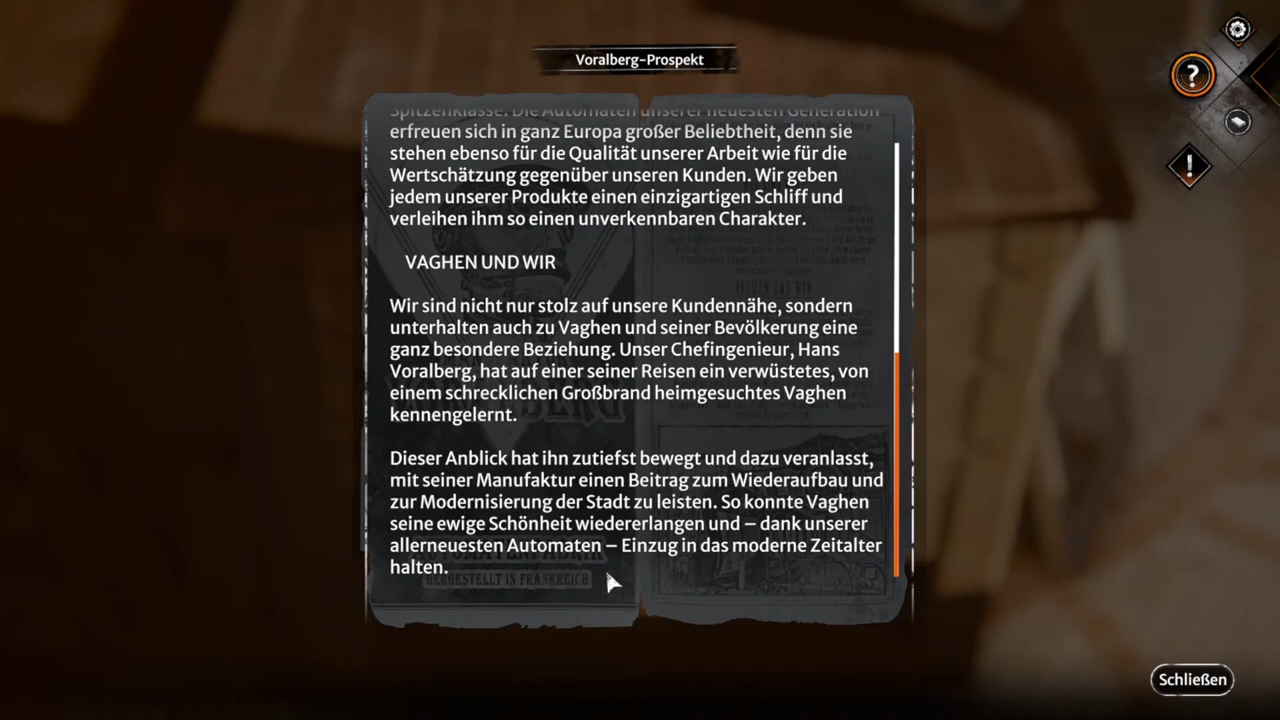 Voralberg-Prospekt
Spitzenklasse. Die Automaten unserer neuesten Generation
erfreuen sich in ganz Europa großer Beliebtheit, denn sie
stehen ebenso für die Qualität unserer Arbeit wie für die
Wertschätzung gegenüber unseren Kunden. Wir geben
jedem unserer Produkte einen einzigartigen Schliff und
verleihen ihm so einen unverkennbaren Charakter.
VAGHEN UND WIR
Wir sind nicht nur stolz auf unsere Kundennähe, sondern
unterhalten auch zu Vaghen und seiner Bevölkerung eine
ganz besondere Beziehung. Unser Chefingenieur, Hans
Voralberg, hat auf einer seiner Reisen ein verwüstetes, von
einem schrecklichen Großbrand heimgesuchtes Vaghen
kennengelernt.
Dieser Anblick hat ihn zutiefst bewegt und dazu veranlasst,
mit seiner Manufaktur einen Beitrag zum Wiederaufbau und
zur Modernisierung der Stadt zu leisten. So konnte Vaghen
seine ewige Schönheit wiedererlangen und – dank unserer
allerneuesten Automaten – Einzug in das moderne Zeitalter
halten.
HERGESTELLT IN FRANKREICH
Schließen